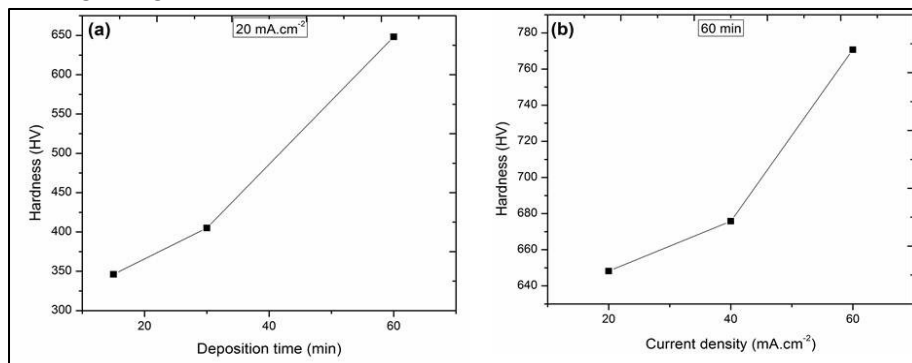 (a)
20 mA.cm⁻²
650
600
550
500
450
400
350
300
Hardness (HV)
20
40
60
Deposition time (min)
(b)
60 min
780
760
740
720
700
680
660
640
Hardness (HV)
20
40
60
Current density (mA.cm⁻²)